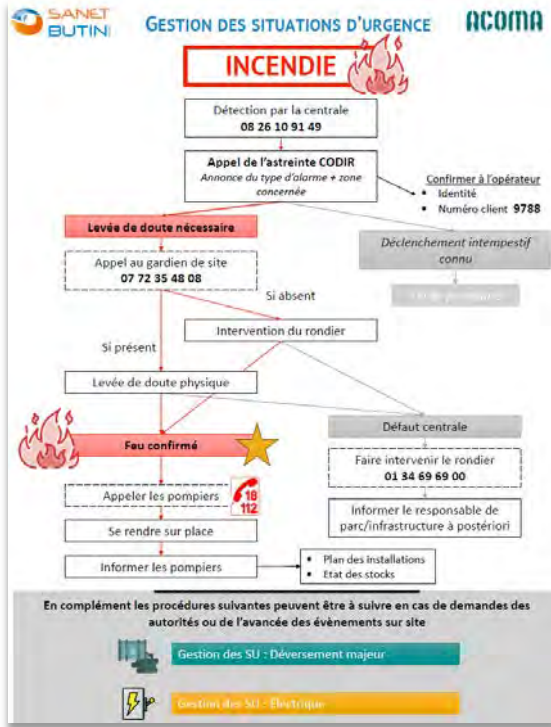 SANET
BUTINI
GESTION DES SITUATIONS D'URGENCE
ACOMA
INCENDIE
Détection par la centrale
08 26 10 91 49
Appel de l'astreinte CODIR
Annonce du type d'alarme + zone
concernée
Confirmer à l'opérateur
• Identité
• Numéro client 9788
Levée de doute nécessaire
Déclenchement intempestif
connu
Appel au gardien de site
07 72 35 48 08
Si absent
Intervention du rondier
Si présent
Levée de doute physique
Feu confirmé
Défaut centrale
Faire intervenir le rondier
01 34 69 69 00
Appeler les pompiers
18
112
Informer le responsable de
parc/infrastructure à postériori
Se rendre sur place
Informer les pompiers
• Plan des installations
• Etat des stocks
En complément les procédures suivantes peuvent être à suivre en cas de demandes des
autorités ou de l'avancée des évènements sur site
Gestion des SU : Déversement majeur
Gestion des SU : Electrique